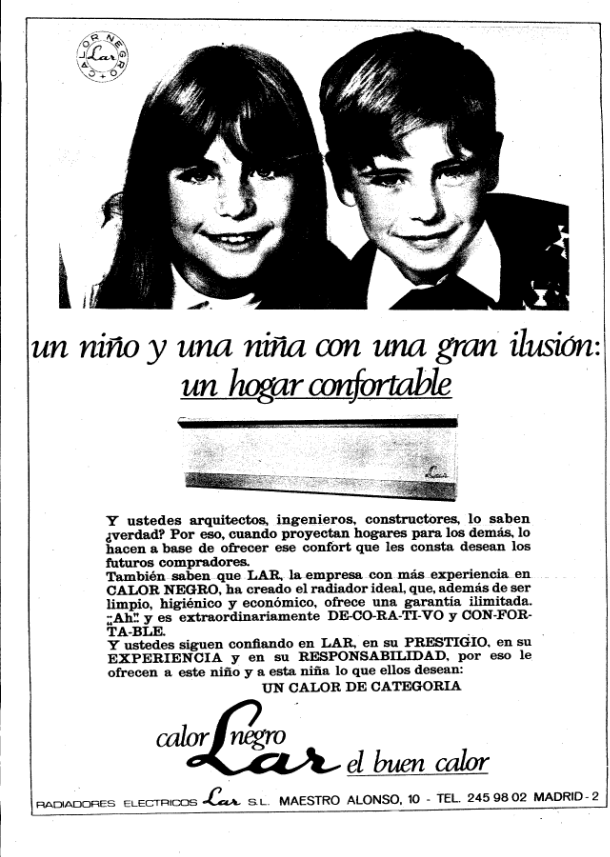 CALOR NEGRO
Lar
un niño y una niña con una gran ilusión:
un hogar confortable
Lar
Y ustedes arquitectos, ingenieros, constructores, lo saben
¿verdad? Por eso, cuando proyectan hogares para los demás, lo
hacen a base de ofrecer ese confort que les consta desean los
futuros compradores.
También saben que LAR, la empresa con más experiencia en
CALOR NEGRO, ha creado el radiador ideal, que, además de ser
limpio, higiénico y económico, ofrece una garantía ilimitada.
¡¡Ah!! y es extraordinariamente DE-CO-RA-TI-VO y CON-FOR-
TA-BLE.
Y ustedes siguen confiando en LAR, en su PRESTIGIO, en su
EXPERIENCIA y en su RESPONSABILIDAD, por eso le
ofrecen a este niño y a esta niña lo que ellos desean:
UN CALOR DE CATEGORIA
calor negro
Lar el buen calor
RADIADORES ELECTRICOS Lar S.L. MAESTRO ALONSO, 10 - TEL. 245 98 02 MADRID-2